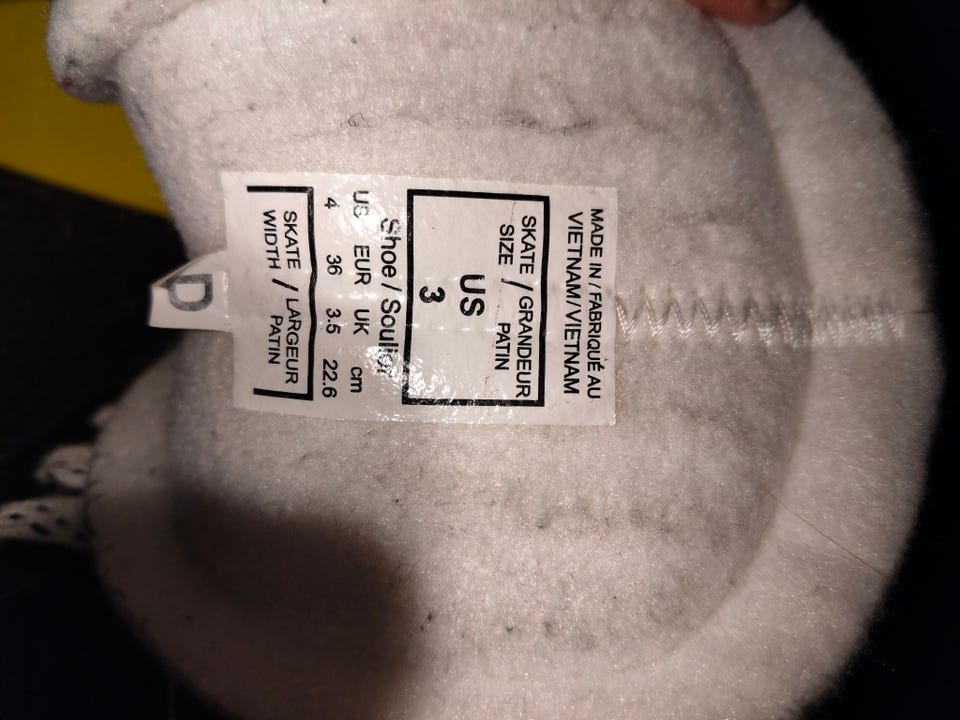 MADE IN / FABRIQUÉ AU
VIETNAM/VIETNAM
SKATE / GRANDEUR
SIZE / PATIN
US
3
Shoe / Soulier
US EUR UK cm
4 36 3.5 22.6
SKATE / LARGEUR
WIDTH / PATIN
D